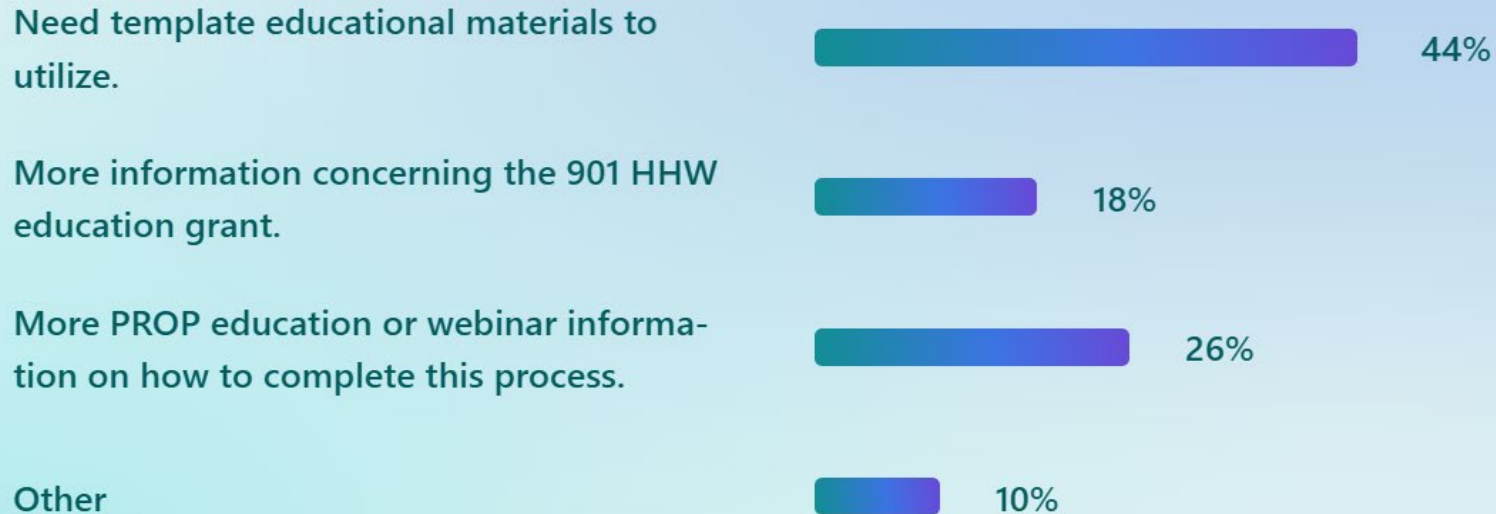 Need template educational materials to
utilize.
44%
More information concerning the 901 HHW
education grant.
18%
More PROP education or webinar informa-
tion on how to complete this process.
26%
Other
10%